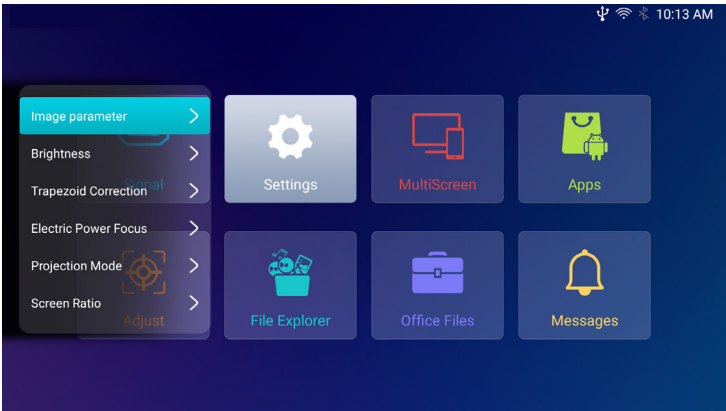 10:13 AM
Image parameter
Brightness
Trapezoid Correction
Electric Power Focus
Projection Mode
Screen Ratio
Signal
Settings
MultiScreen
Apps
Adjust
File Explorer
Office Files
Messages